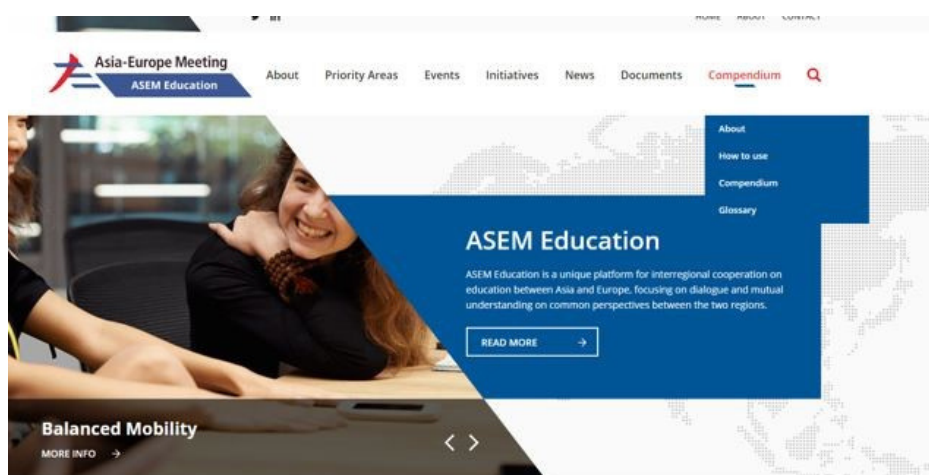 HOME ABOUT CONTACT
Asia-Europe Meeting
ASEM Education
About Priority Areas Events Initiatives News Documents Compendium
About
How to use
Compendium
Glossary
ASEM Education
ASEM Education is a unique platform for interregional cooperation on
education between Asia and Europe, focusing on dialogue and mutual
understanding on common perspectives between the two regions.
READ MORE
Balanced Mobility
MORE INFO